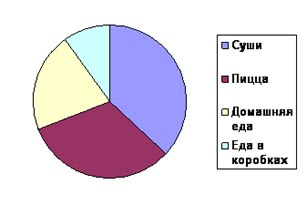 Суши
Пицца
Домашняя
еда
Еда в
коробках